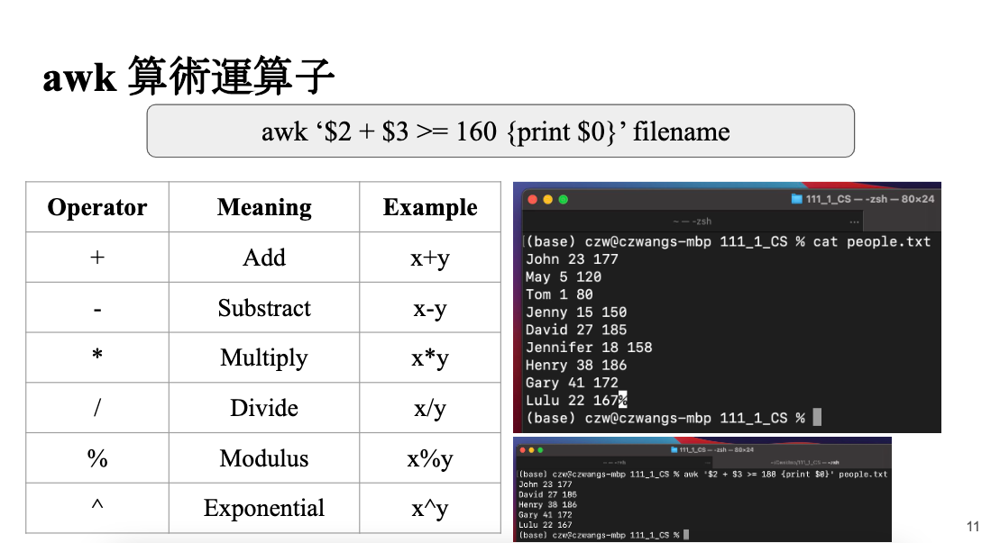 awk 算術運算子
awk ‘$2 + $3 >= 160 {print $0}’ filename
Operator Meaning Example
+ Add x+y
- Substract x-y
* Multiply x*y
/ Divide x/y
% Modulus x%y
^ Exponential x^y
111_1_CS — -zsh — 80×24
~ — -zsh ...
(base) czw@czwangs-mbp 111_1_CS % cat people.txt
John 23 177
May 5 120
Tom 1 80
Jenny 15 150
David 27 185
Jennifer 18 158
Henry 38 186
Gary 41 172
Lulu 22 167%
(base) czw@czwangs-mbp 111_1_CS %
111_1_CS — -zsh — 80×24
(base) czw@czwangs-mbp 111_1_CS % awk '$2 + $3 >= 180 {print $0}' people.txt
John 23 177
David 27 185
Henry 38 186
Gary 41 172
Lulu 22 167
(base) czw@czwangs-mbp 111_1_CS %
11